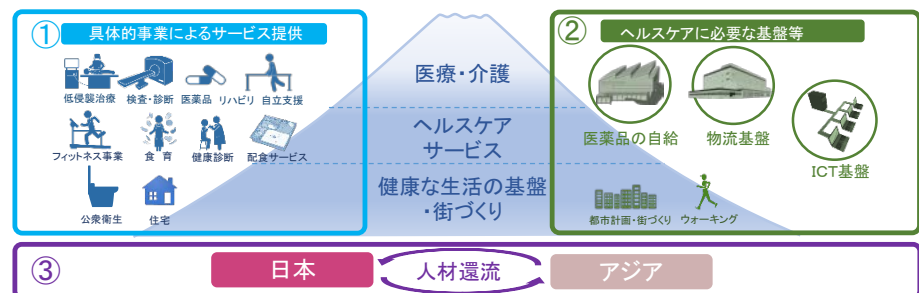 ①
具体的事業によるサービス提供
低侵襲治療
検査・診断
医薬品
リハビリ
自立支援
フィットネス事業
食育
健康診断
配食サービス
公衆衛生
住宅
医療・介護
ヘルスケア
サービス
健康な生活の基盤
・街づくり
②
ヘルスケアに必要な基盤等
医薬品の自給
物流基盤
ICT基盤
都市計画・街づくり
ウォーキング
③
日本
人材還流
アジア